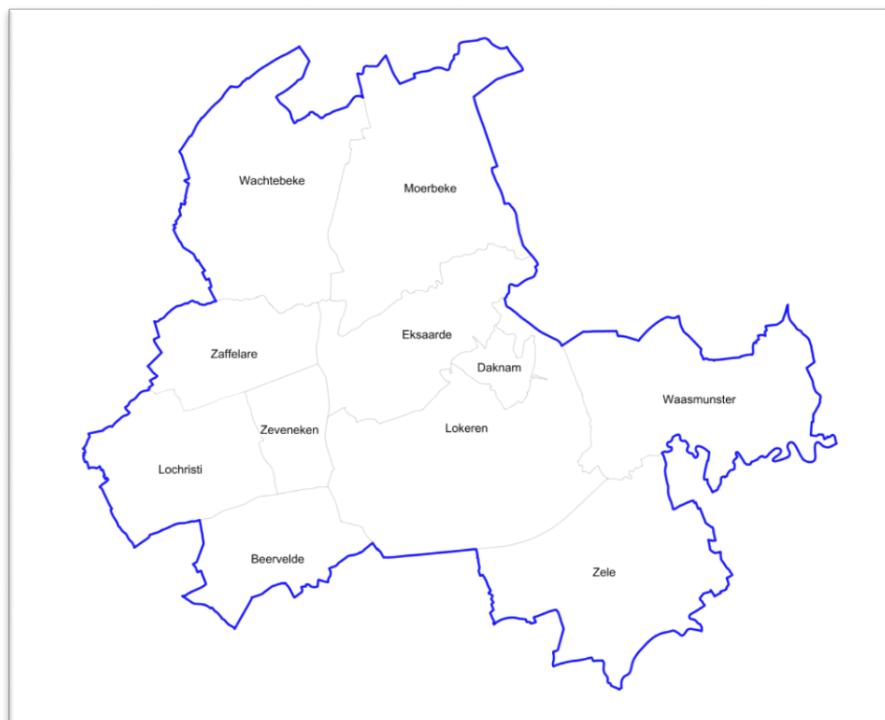 Wachtebeke
Moerbeke
Eksaarde
Zaffelare
Daknam
Waasmunster
Zeveneken
Lokeren
Lochristi
Beervelde
Zele